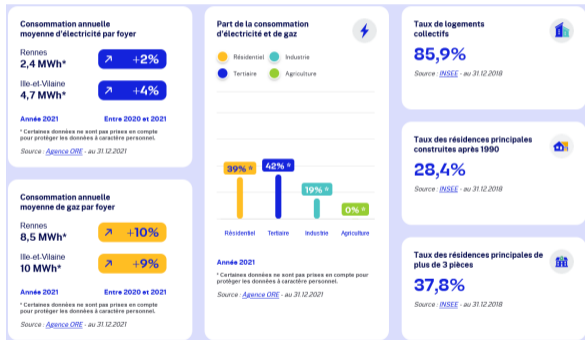 Consommation annuelle
moyenne d'électricité par foyer
Rennes
2,4 MWh*
+2%
Ille-et-Vilaine
4,7 MWh*
+4%
Année 2021
Entre 2020 et 2021
* Certaines données ne sont pas prises en compte
pour protéger les données à caractère personnel.
Source : Agence ORE - au 31.12.2021
Consommation annuelle
moyenne de gaz par foyer
Rennes
8,5 MWh*
+10%
Ille-et-Vilaine
10 MWh*
+9%
Année 2021
Entre 2020 et 2021
* Certaines données ne sont pas prises en compte
pour protéger les données à caractère personnel.
Source : Agence ORE - au 31.12.2021
Part de la consommation
d'électricité et de gaz
Résidentiel
Industrie
Tertiaire
Agriculture
39% *
42% *
19% *
0% *
Résidentiel
Tertiaire
Industrie
Agriculture
Année 2021
* Certaines données ne sont pas prises en compte pour
protéger les données à caractère personnel.
Source : Agence ORE - au 31.12.2021
Taux de logements
collectifs
85,9%
Source : INSEE - au 31.12.2018
Taux des résidences principales
construites après 1990
28,4%
Source : INSEE - au 31.12.2018
Taux des résidences principales de
plus de 3 pièces
37,8%
Source : INSEE - au 31.12.2018